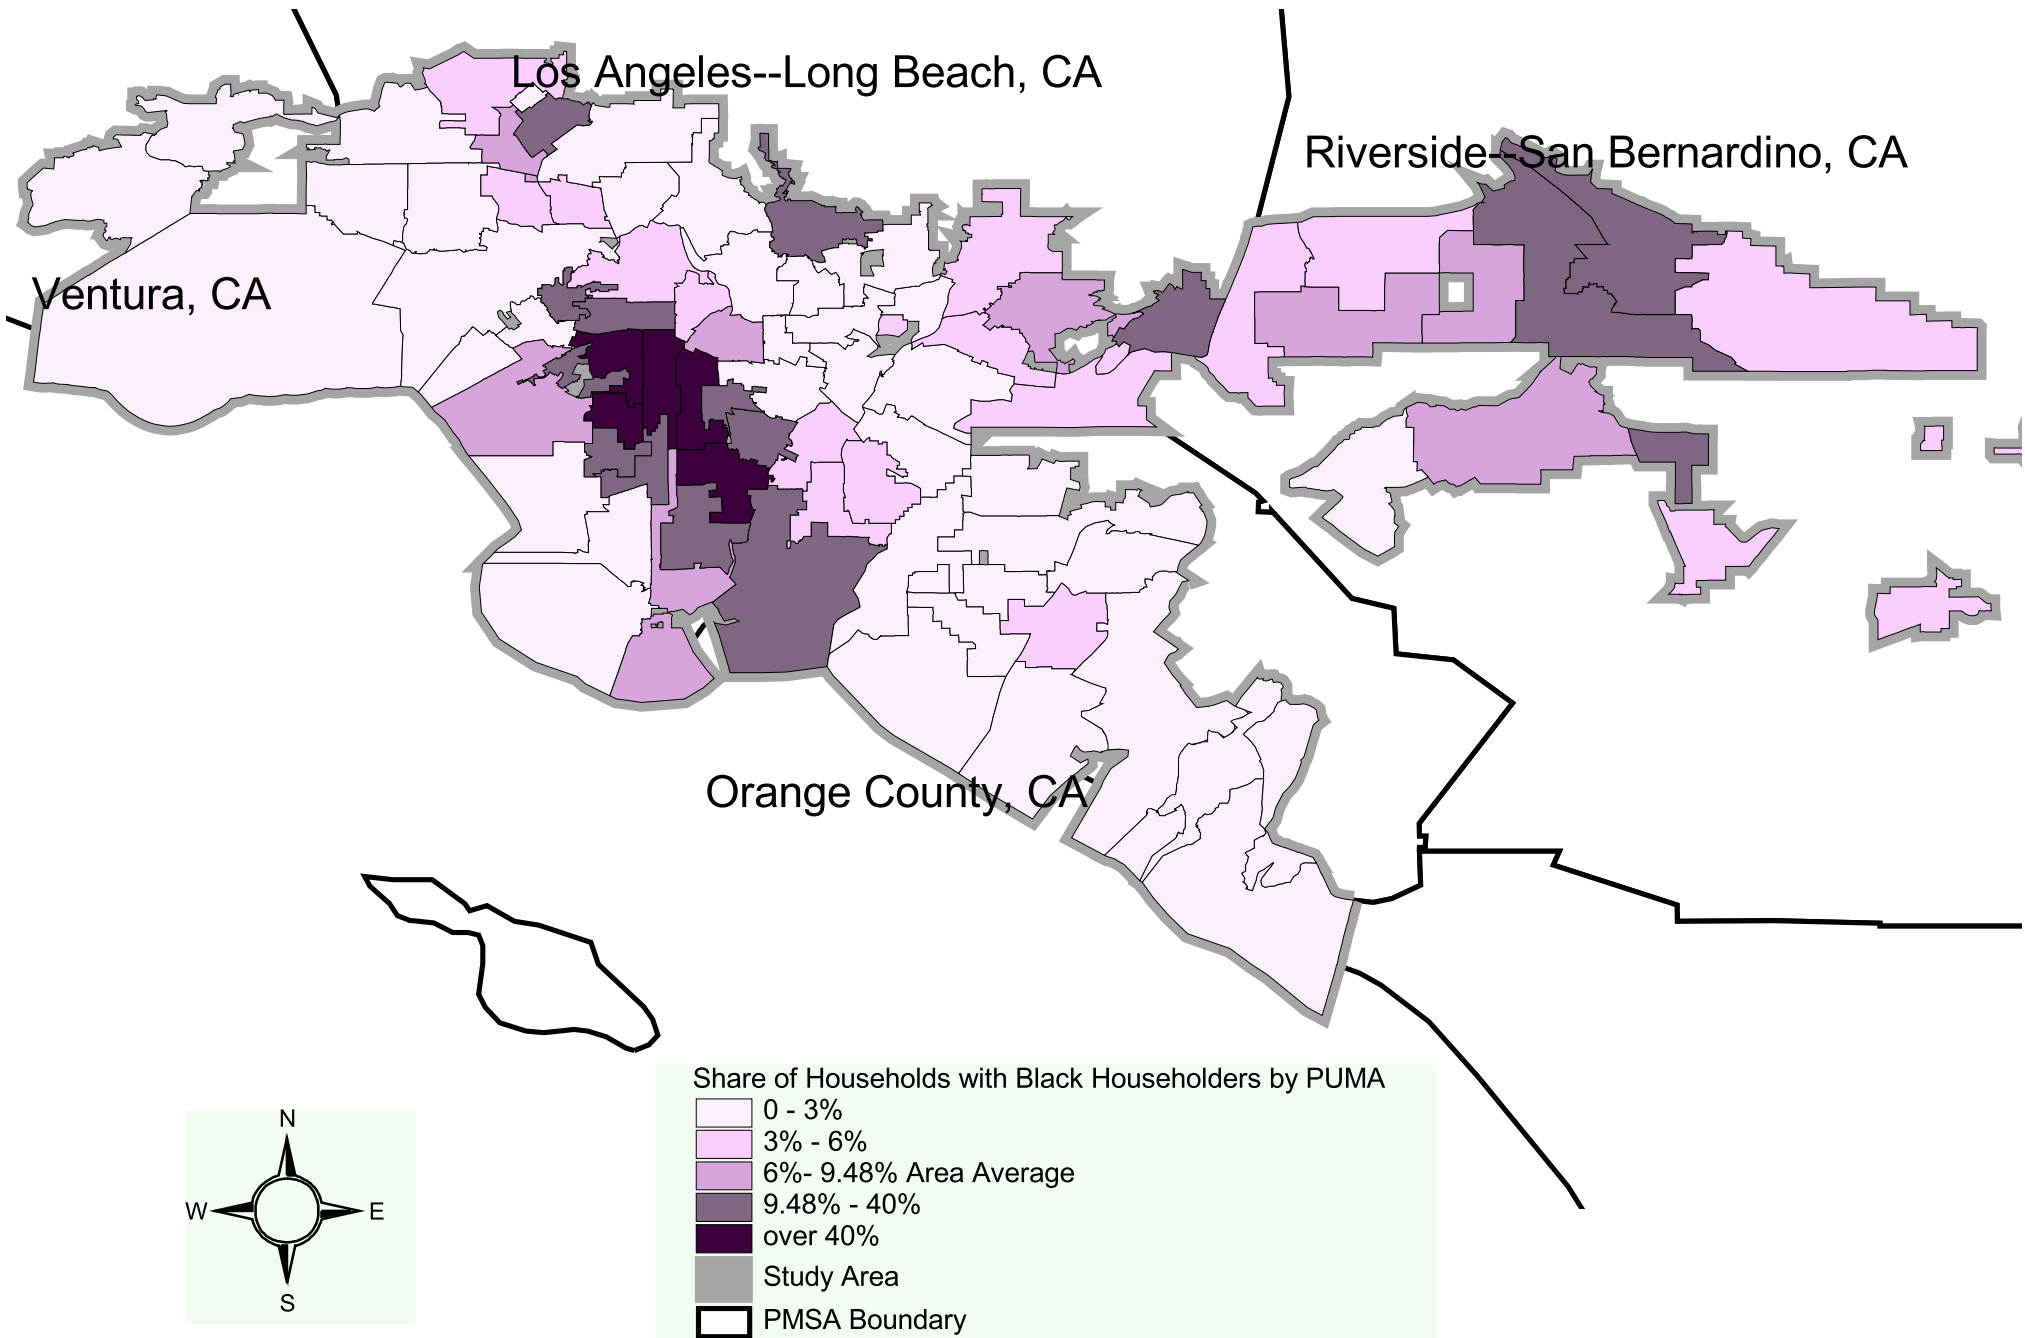 Los Angeles--Long Beach, CA
Riverside--San Bernardino, CA
Ventura, CA
Orange County, CA
Share of Households with Black Householders by PUMA
0 - 3%
3% - 6%
6%- 9.48% Area Average
9.48% - 40%
over 40%
Study Area
PMSA Boundary
N
W
E
S